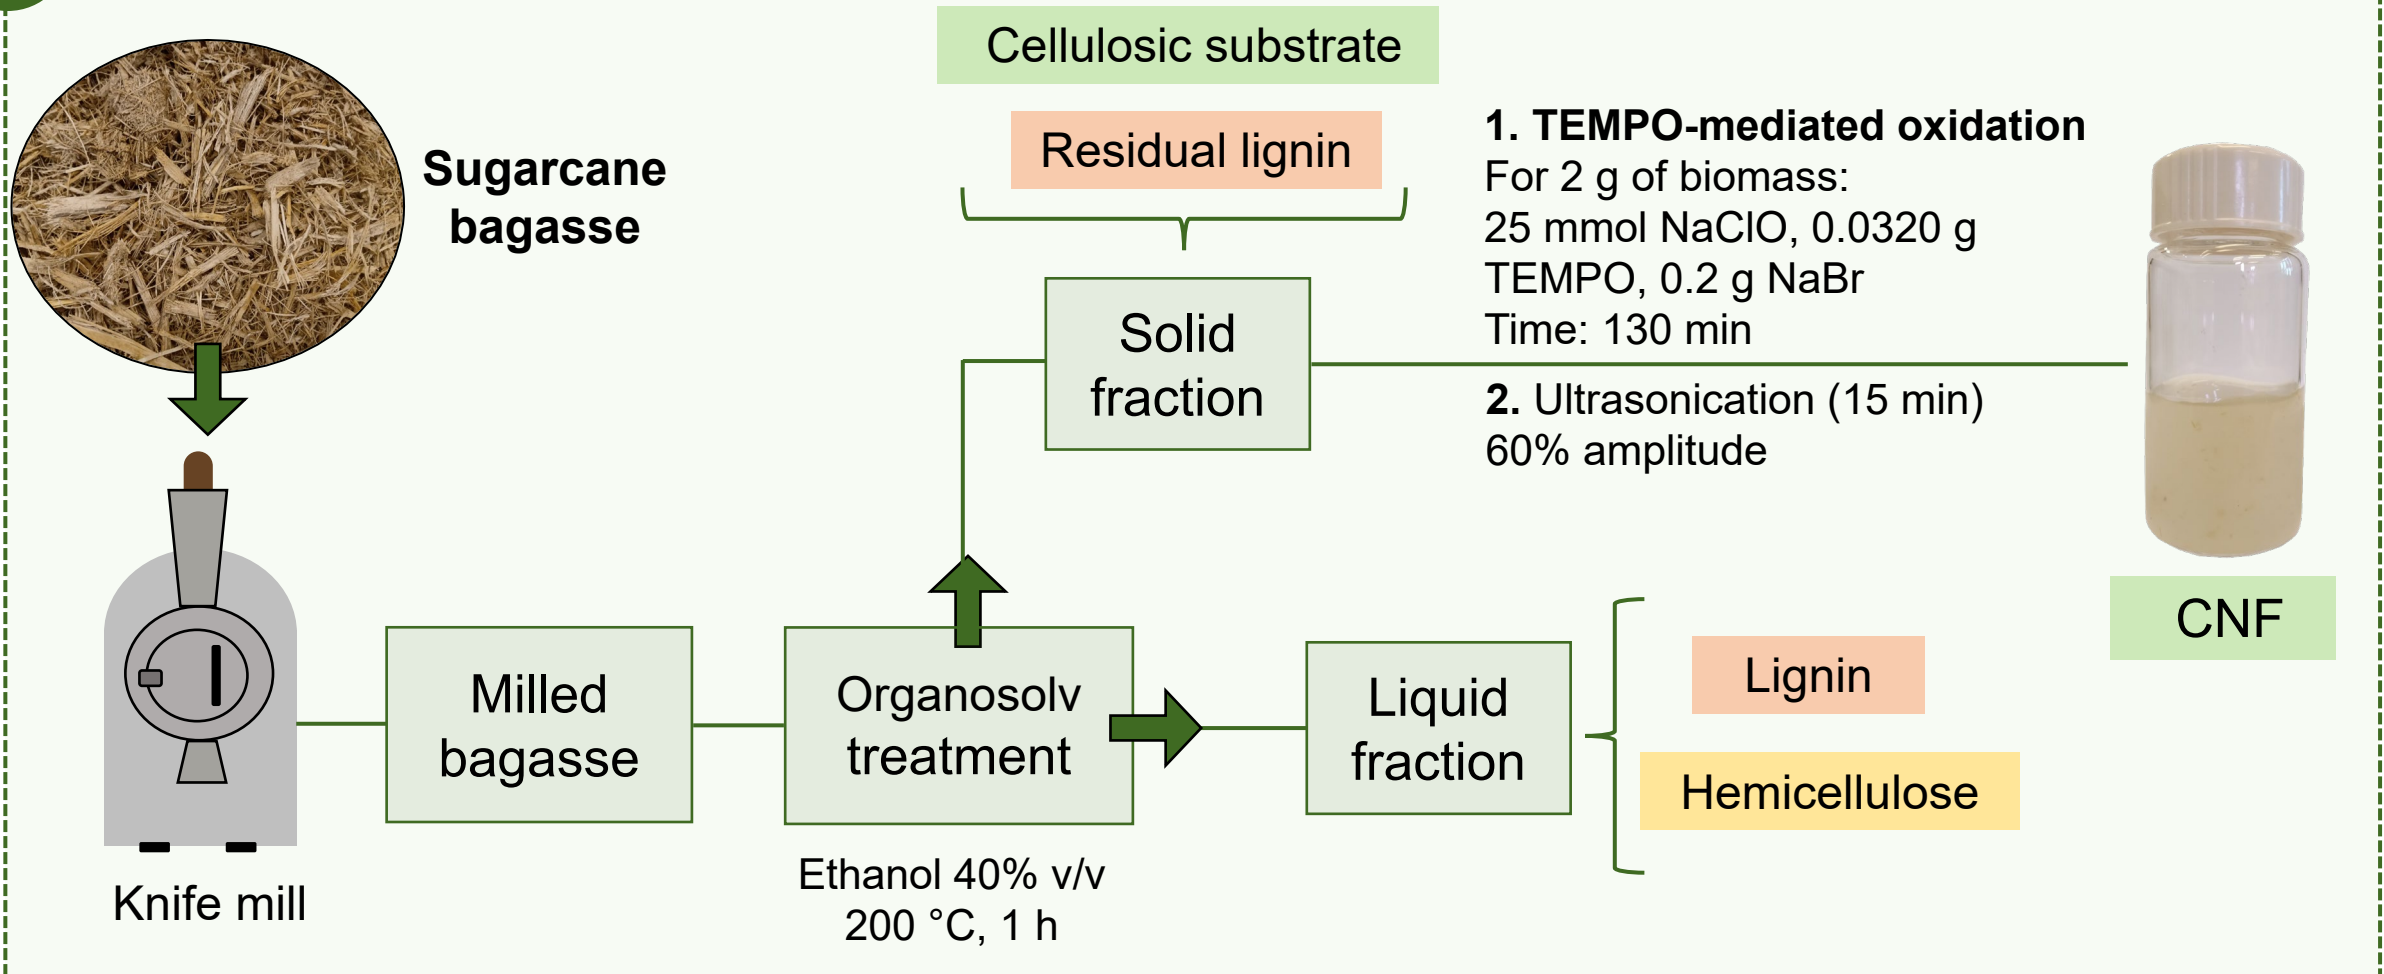 Cellulosic substrate
Residual lignin
Sugarcane
bagasse
1. TEMPO-mediated oxidation
For 2 g of biomass:
25 mmol NaClO, 0.0320 g
TEMPO, 0.2 g NaBr
Time: 130 min
Solid
fraction
2. Ultrasonication (15 min)
60% amplitude
CNF
Milled
bagasse
Organosolv
treatment
Liquid
fraction
Lignin
Hemicellulose
Ethanol 40% v/v
200 °C, 1 h
Knife mill